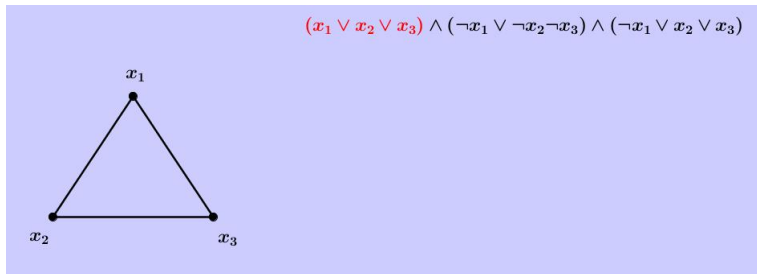 (x₁ ∨ x₂ ∨ x₃) ∧ (¬x₁ ∨ ¬x₂¬x₃) ∧ (¬x₁ ∨ x₂ ∨ x₃)
x₁
x₂
x₃